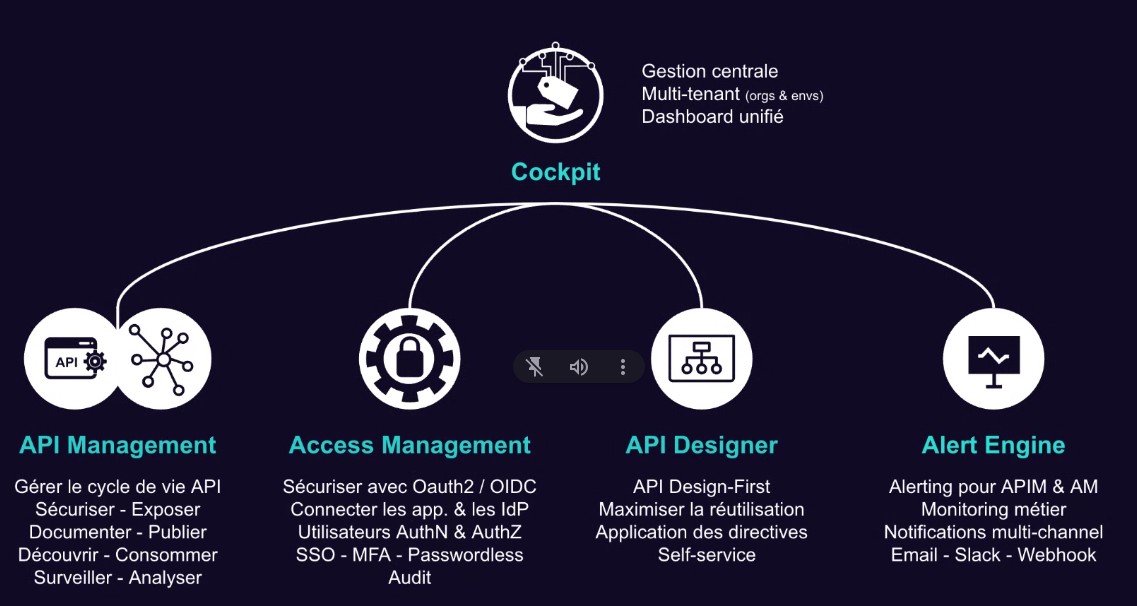 Gestion centrale
Multi-tenant (orgs & envs)
Dashboard unifié
Cockpit
API
API Management
Gérer le cycle de vie API
Sécuriser - Exposer
Documenter - Publier
Découvrir - Consommer
Surveiller - Analyser
Access Management
Sécuriser avec Oauth2 / OIDC
Connecter les app. & les IdP
Utilisateurs AuthN & AuthZ
SSO - MFA - Passwordless
Audit
API Designer
API Design-First
Maximiser la réutilisation
Application des directives
Self-service
Alert Engine
Alerting pour APIM & AM
Monitoring métier
Notifications multi-channel
Email - Slack - Webhook